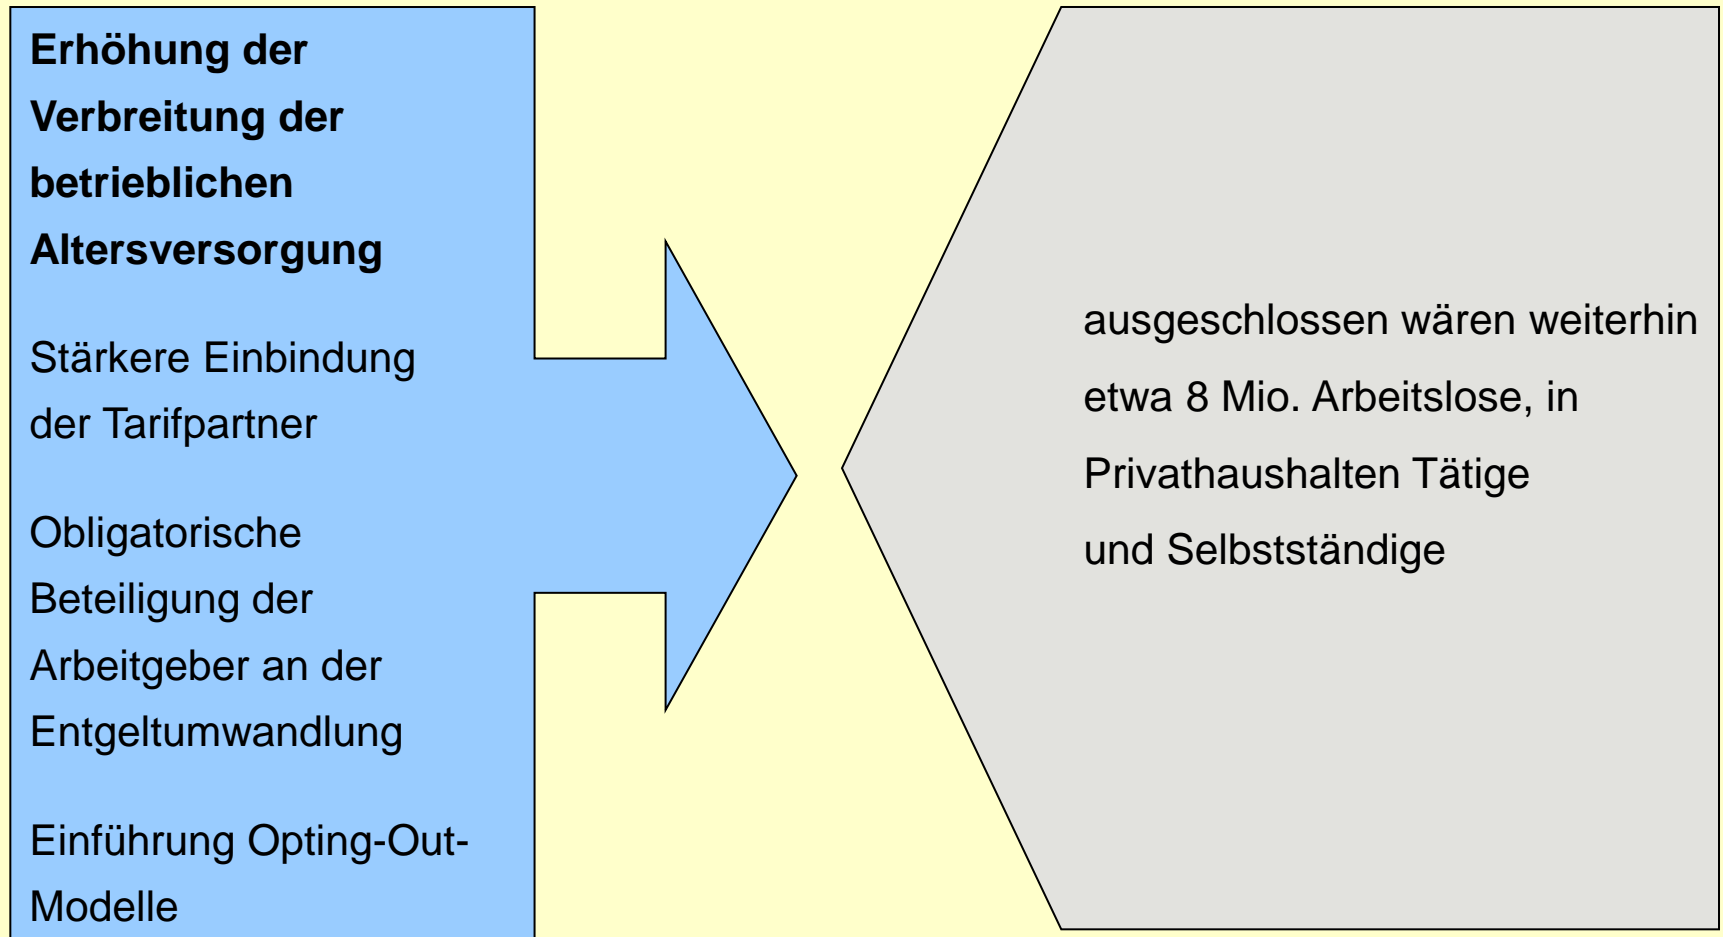 Erhöhung der
Verbreitung der
betrieblichen
Altersversorgung
Stärkere Einbindung
der Tarifpartner
Obligatorische
Beteiligung der
Arbeitgeber an der
Entgeltumwandlung
Einführung Opting-Out-
Modelle
ausgeschlossen wären weiterhin
etwa 8 Mio. Arbeitslose, in
Privathaushalten Tätige
und Selbstständige